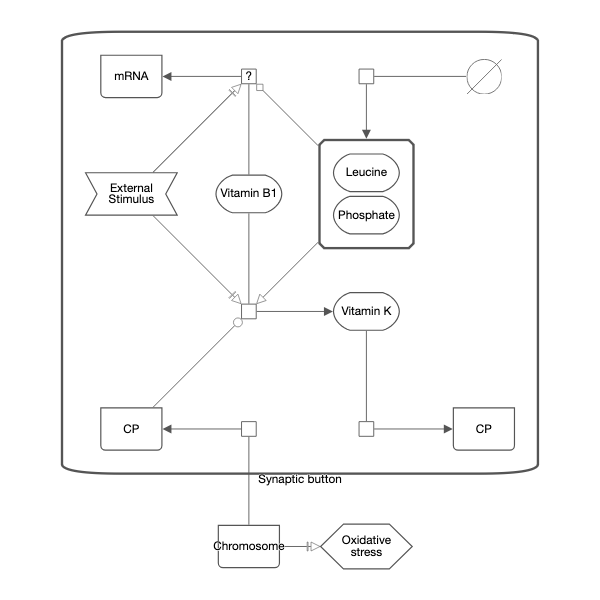 mRNA
?
Leucine
External
Stimulus
Vitamin B1
Phosphate
Vitamin K
CP
CP
Synaptic button
Chromosome
Oxidative
stress